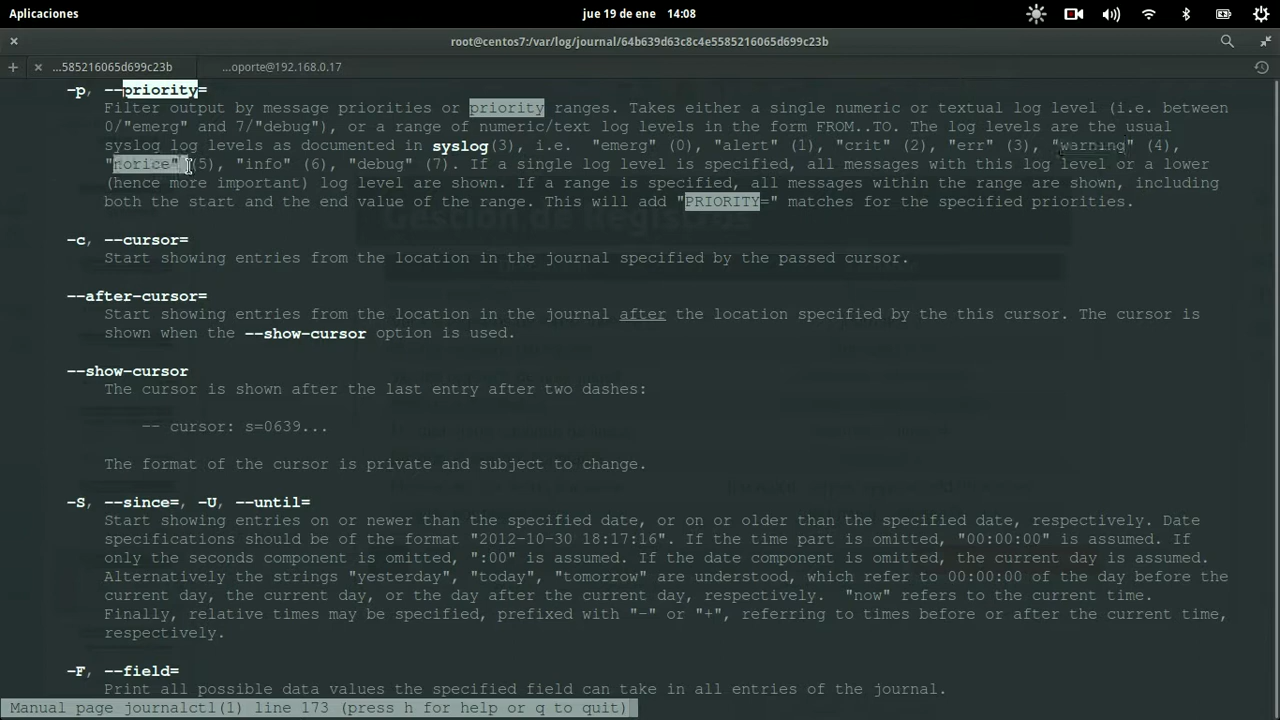 Aplicaciones
jue 19 de ene 14:08
root@centos7:/var/log/journal/64b639d63c8c4e5585216065d699c23b
...585216065d699c23b
...oporte@192.168.0.17
-p, --priority=
Filter output by message priorities or priority ranges. Takes either a single numeric or textual log level (i.e. between
0/"emerg" and 7/"debug"), or a range of numeric/text log levels in the form FROM..TO. The log levels are the usual
syslog log levels as documented in syslog(3), i.e. "emerg" (0), "alert" (1), "crit" (2), "err" (3), "warning" (4),
"notice" (5), "info" (6), "debug" (7). If a single log level is specified, all messages with this log level or a lower
(hence more important) log level are shown. If a range is specified, all messages within the range are shown, including
both the start and the end value of the range. This will add "PRIORITY=" matches for the specified priorities.
-c, --cursor=
Start showing entries from the location in the journal specified by the passed cursor.
--after-cursor=
Start showing entries from the location in the journal after the location specified by the this cursor. The cursor is
shown when the --show-cursor option is used.
--show-cursor
The cursor is shown after the last entry after two dashes:
-- cursor: s=0639...
The format of the cursor is private and subject to change.
-S, --since=, -U, --until=
Start showing entries on or newer than the specified date, or on or older than the specified date, respectively. Date
specifications should be of the format "2012-10-30 18:17:16". If the time part is omitted, "00:00:00" is assumed. If
only the seconds component is omitted, ":00" is assumed. If the date component is omitted, the current day is assumed.
Alternatively the strings "yesterday", "today", "tomorrow" are understood, which refer to 00:00:00 of the day before the
current day, the current day, or the day after the current day, respectively. "now" refers to the current time.
Finally, relative times may be specified, prefixed with "-" or "+", referring to times before or after the current time,
respectively.
-F, --field=
Print all possible data values the specified field can take in all entries of the journal.
Manual page journalctl(1) line 173 (press h for help or q to quit)
Gestión de Registros